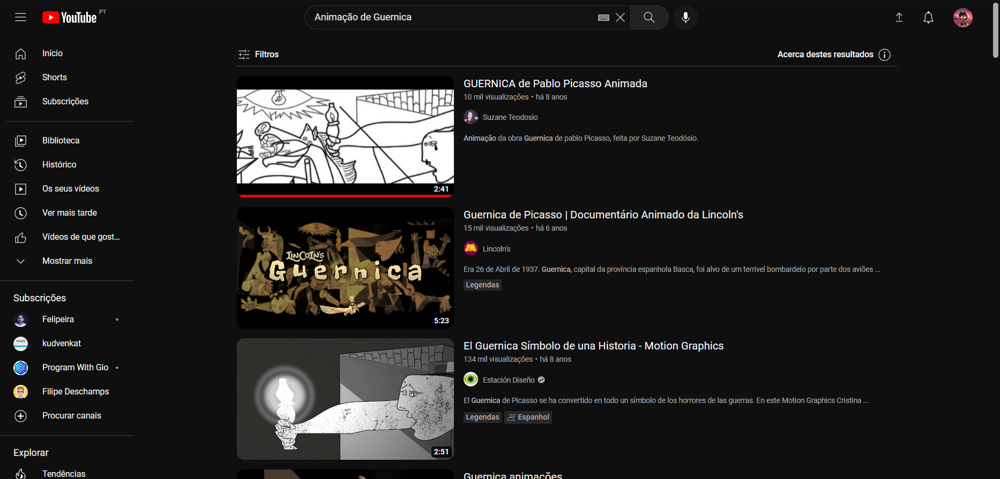 YouTube PT
Animação de Guernica
Início
Shorts
Subscrições
Biblioteca
Histórico
Os seus vídeos
Ver mais tarde
Vídeos de que gost...
Mostrar mais
Subscrições
Felipeira
kudvenkat
Program With Gio
Filipe Deschamps
Procurar canais
Explorar
Tendências
Filtros
Acerca destes resultados
2:41
GUERNICA de Pablo Picasso Animada
10 mil visualizações • há 8 anos
Suzane Teodosio
Animação da obra Guernica de pablo Picasso, feita por Suzane Teodósio.
LINCOLN'S
Guernica
5:23
Guernica de Picasso | Documentário Animado da Lincoln's
15 mil visualizações • há 6 anos
Lincoln's
Era 26 de Abril de 1937. Guernica, capital da província espanhola Basca, foi alvo de um terrível bombardeio por parte dos aviões ...
Legendas
2:51
El Guernica Símbolo de una Historia - Motion Graphics
134 mil visualizações • há 8 anos
Estación Diseño
El Guernica de Picasso se ha convertido en todo un símbolo de los horrores de las guerras. En este Motion Graphics Cristina ...
Legendas
Espanhol
Guernica animações